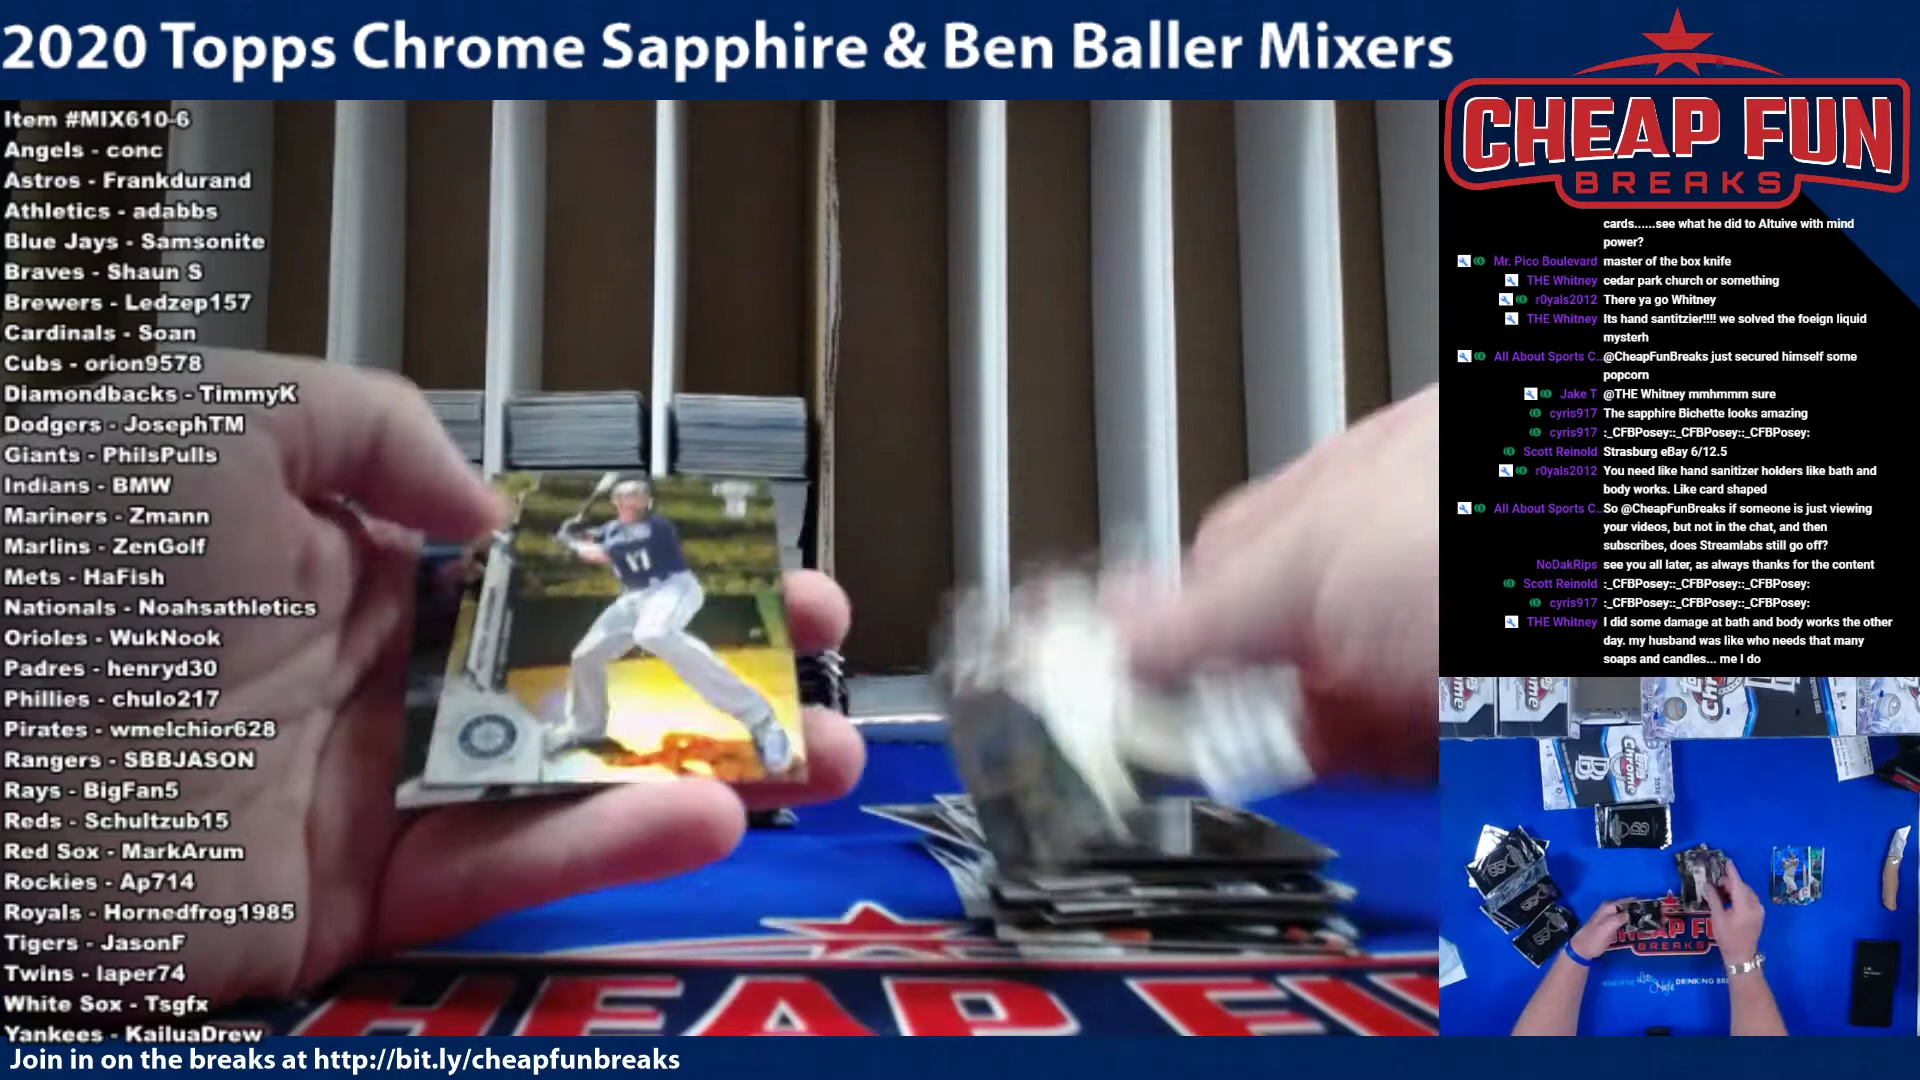 2020 Topps Chrome Sapphire & Ben Baller Mixers
CHEAP FUN
BREAKS
Item #MIX610-6
Angels - conc
Astros - Frankdurand
Athletics - adabbs
Blue Jays - Samsonite
Braves - Shaun S
Brewers - Ledzep157
Cardinals - Soan
Cubs - orion9578
Diamondbacks - TimmyK
Dodgers - JosephTM
Giants - PhilsPulls
Indians - BMW
Mariners - Zmann
Marlins - ZenGolf
Mets - HaFish
Nationals - Noahsathletics
Orioles - WukNook
Padres - henryd30
Phillies - chulo217
Pirates - wmelchior628
Rangers - SBBJASON
Rays - BigFan5
Reds - Schultzub15
Red Sox - MarkArum
Rockies - Ap714
Royals - Hornedfrog1985
Tigers - JasonF
Twins - laper74
White Sox - Tsgfx
Yankees - KailuaDrew
17
cards......see what he did to Altuive with mind
power?
Mr. Pico Boulevard master of the box knife
THE Whitney cedar park church or something
r0yals2012 There ya go Whitney
THE Whitney Its hand santitzier!!!! we solved the foeign liquid
mysterh
All About Sports C... @CheapFunBreaks just secured himself some
popcorn
Jake T @THE Whitney mmhmmm sure
cyris917 The sapphire Bichette looks amazing
cyris917 :_CFBPosey::_CFBPosey::_CFBPosey:
Scott Reinold Strasburg eBay 6/12.5
r0yals2012 You need like hand sanitizer holders like bath and
body works. Like card shaped
All About Sports C... So @CheapFunBreaks if someone is just viewing
your videos, but not in the chat, and then
subscribes, does Streamlabs still go off?
NoDakRips see you all later, as always thanks for the content
Scott Reinold :_CFBPosey::_CFBPosey::_CFBPosey:
cyris917 :_CFBPosey::_CFBPosey::_CFBPosey:
THE Whitney I did some damage at bath and body works the other
day. my husband was like who needs that many
soaps and candles... me I do
Chrome
BREAKS
DRINKING
Join in on the breaks at http://bit.ly/cheapfunbreaks